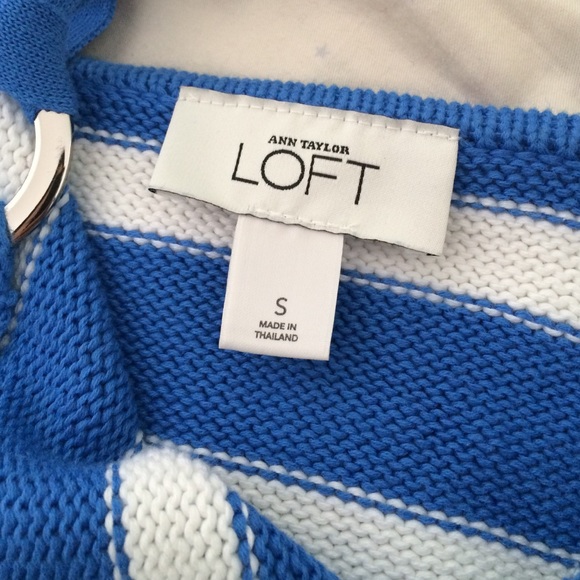 ANN TAYLOR
LOFT
S
MADE IN
THAILAND